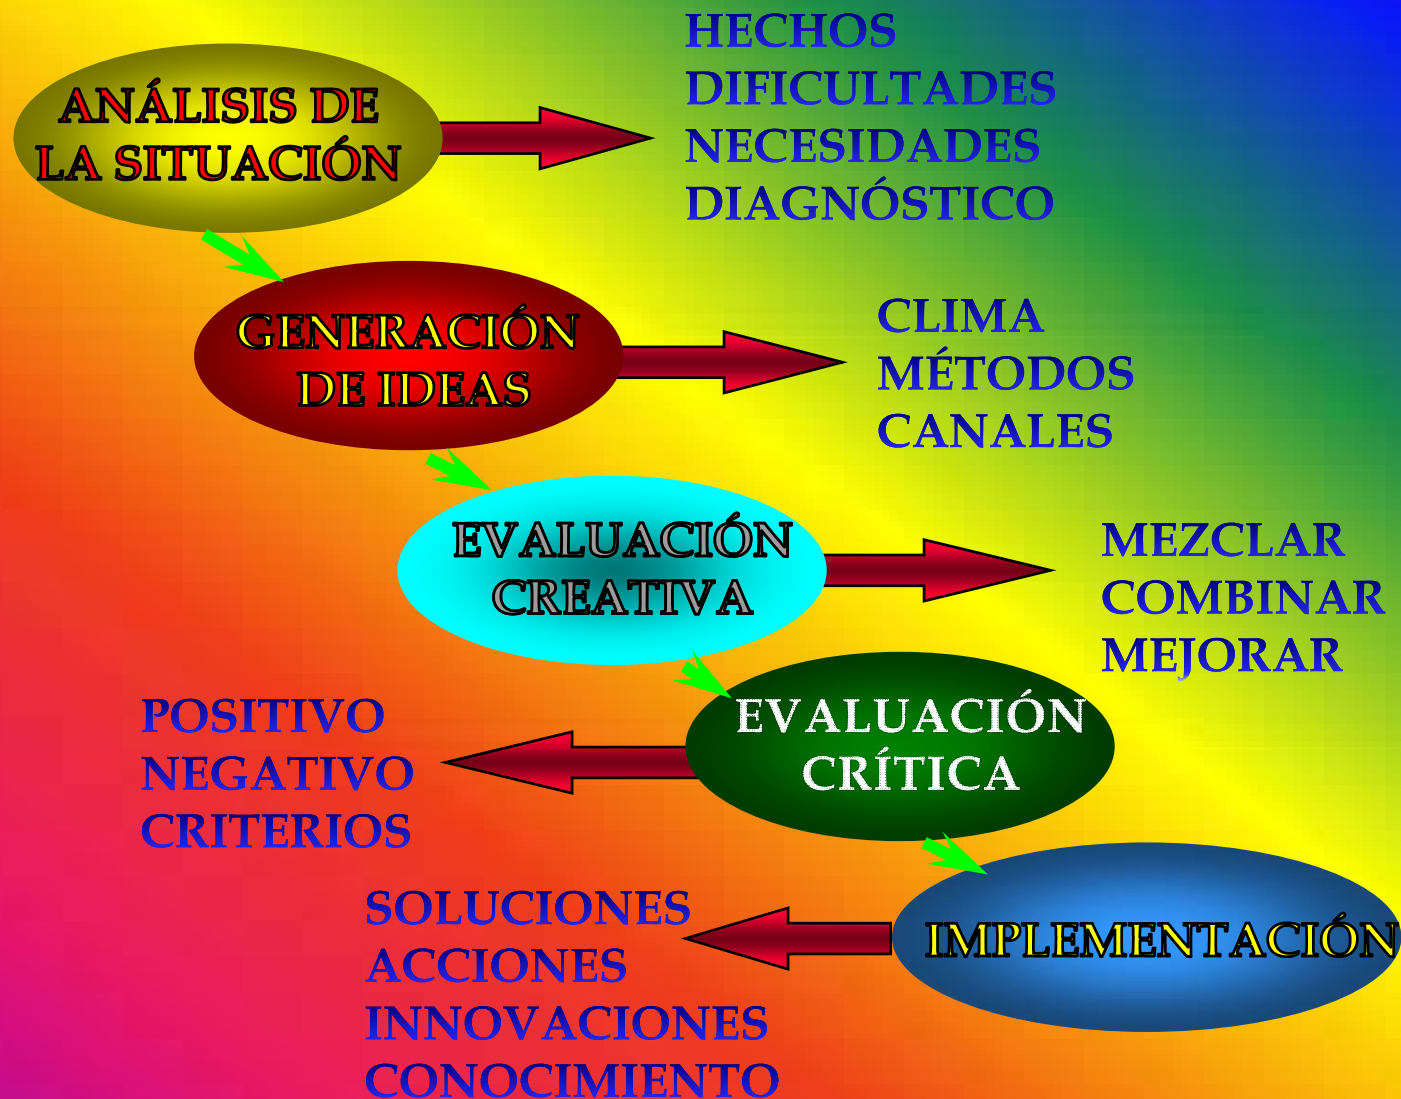 ANÁLISIS DE
LA SITUACIÓN
HECHOS
DIFICULTADES
NECESIDADES
DIAGNÓSTICO
GENERACIÓN
DE IDEAS
CLIMA
MÉTODOS
CANALES
EVALUACIÓN
CREATIVA
MEZCLAR
COMBINAR
MEJORAR
EVALUACIÓN
CRÍTICA
POSITIVO
NEGATIVO
CRITERIOS
IMPLEMENTACIÓN
SOLUCIONES
ACCIONES
INNOVACIONES
CONOCIMIENTO